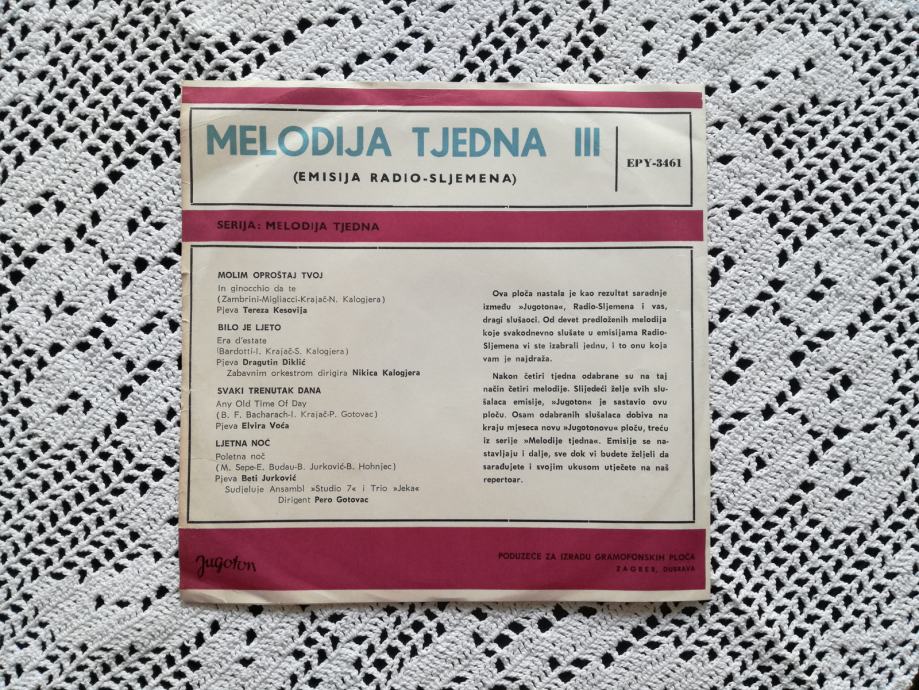 MELODIJA TJEDNA III
EPY-3461
(EMISIJA RADIO-SLJEMENA)
SERIJA: MELODIJA TJEDNA
MOLIM OPROŠTAJ TVOJ
In ginocchio da te
(Zambrini-Migliacci-Krajač-N. Kalogjera)
Pjeva Tereza Kesovija
BILO JE LJETO
Era d'estate
(Bardotti-I. Krajač-S. Kalogjera)
Pjeva Dragutin Diklić
Zabavnim orkestrom dirigira Nikica Kalogjera
SVAKI TRENUTAK DANA
Any Old Time Of Day
(B. F. Bacharach-I. Krajač-P. Gotovac)
Pjeva Elvira Voća
LJETNA NOĆ
Poletna noč
(M. Sepe-E. Budau-B. Jurković-B. Hohnjec)
Pjeva Beti Jurković
Sudjeluje Ansambl »Studio 7« i Trio »Jeka«
Dirigent Pero Gotovac
Ova ploča nastala je kao rezultat saradnje
između »Jugotona«, Radio-Sljemena i vas,
dragi slušaoci. Od devet predloženih melodija
koje svakodnevno slušate u emisijama Radio-
Sljemena vi ste izabrali jednu, i to onu koja
vam je najdraža.
Nakon četiri tjedna odabrane su na taj
način četiri melodije. Slijedeći želje svih slu-
šalaca emisije, »Jugoton« je sastavio ovu
ploču. Osam odabranih slušalaca dobiva na
kraju mjeseca novu »Jugotonovu« ploču, treću
iz serije »Melodije tjedna«. Emisije se na-
stavljaju i dalje, sve dok vi budete željeli da
sarađujete i svojim ukusom utječete na naš
repertoar.
Jugoton
PODUZEĆE ZA IZRADU GRAMOFONSKIH PLOČA
ZAGREB, DUBRAVA